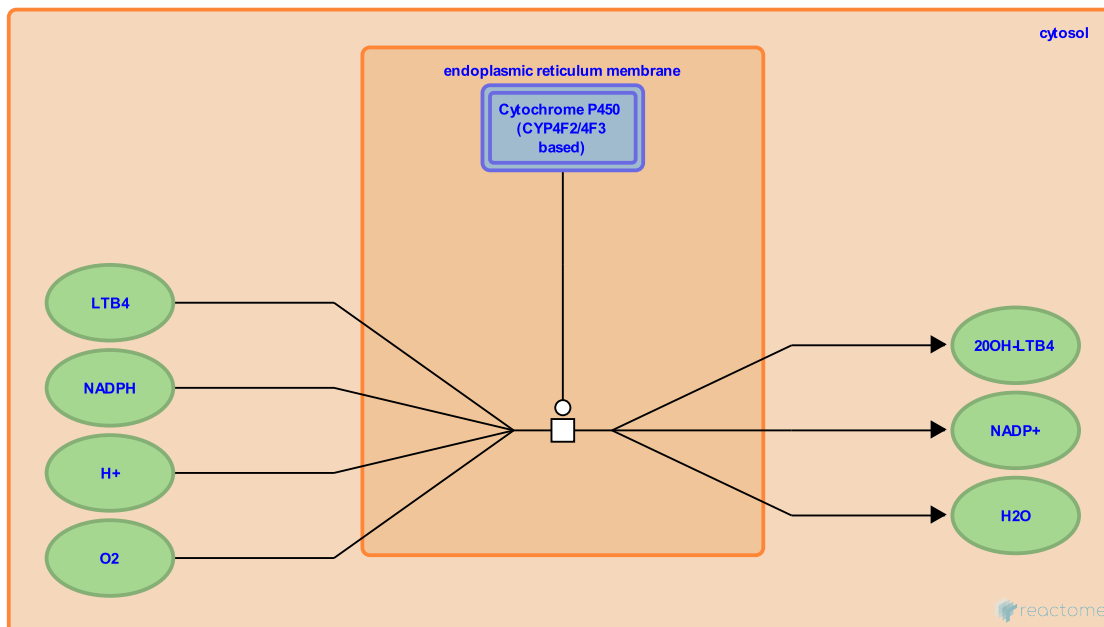 cytosol
endoplasmic reticulum membrane
Cytochrome P450
(CYP4F2/4F3
based)
LTB4
NADPH
H+
O2
20OH-LTB4
NADP+
H2O
reactome